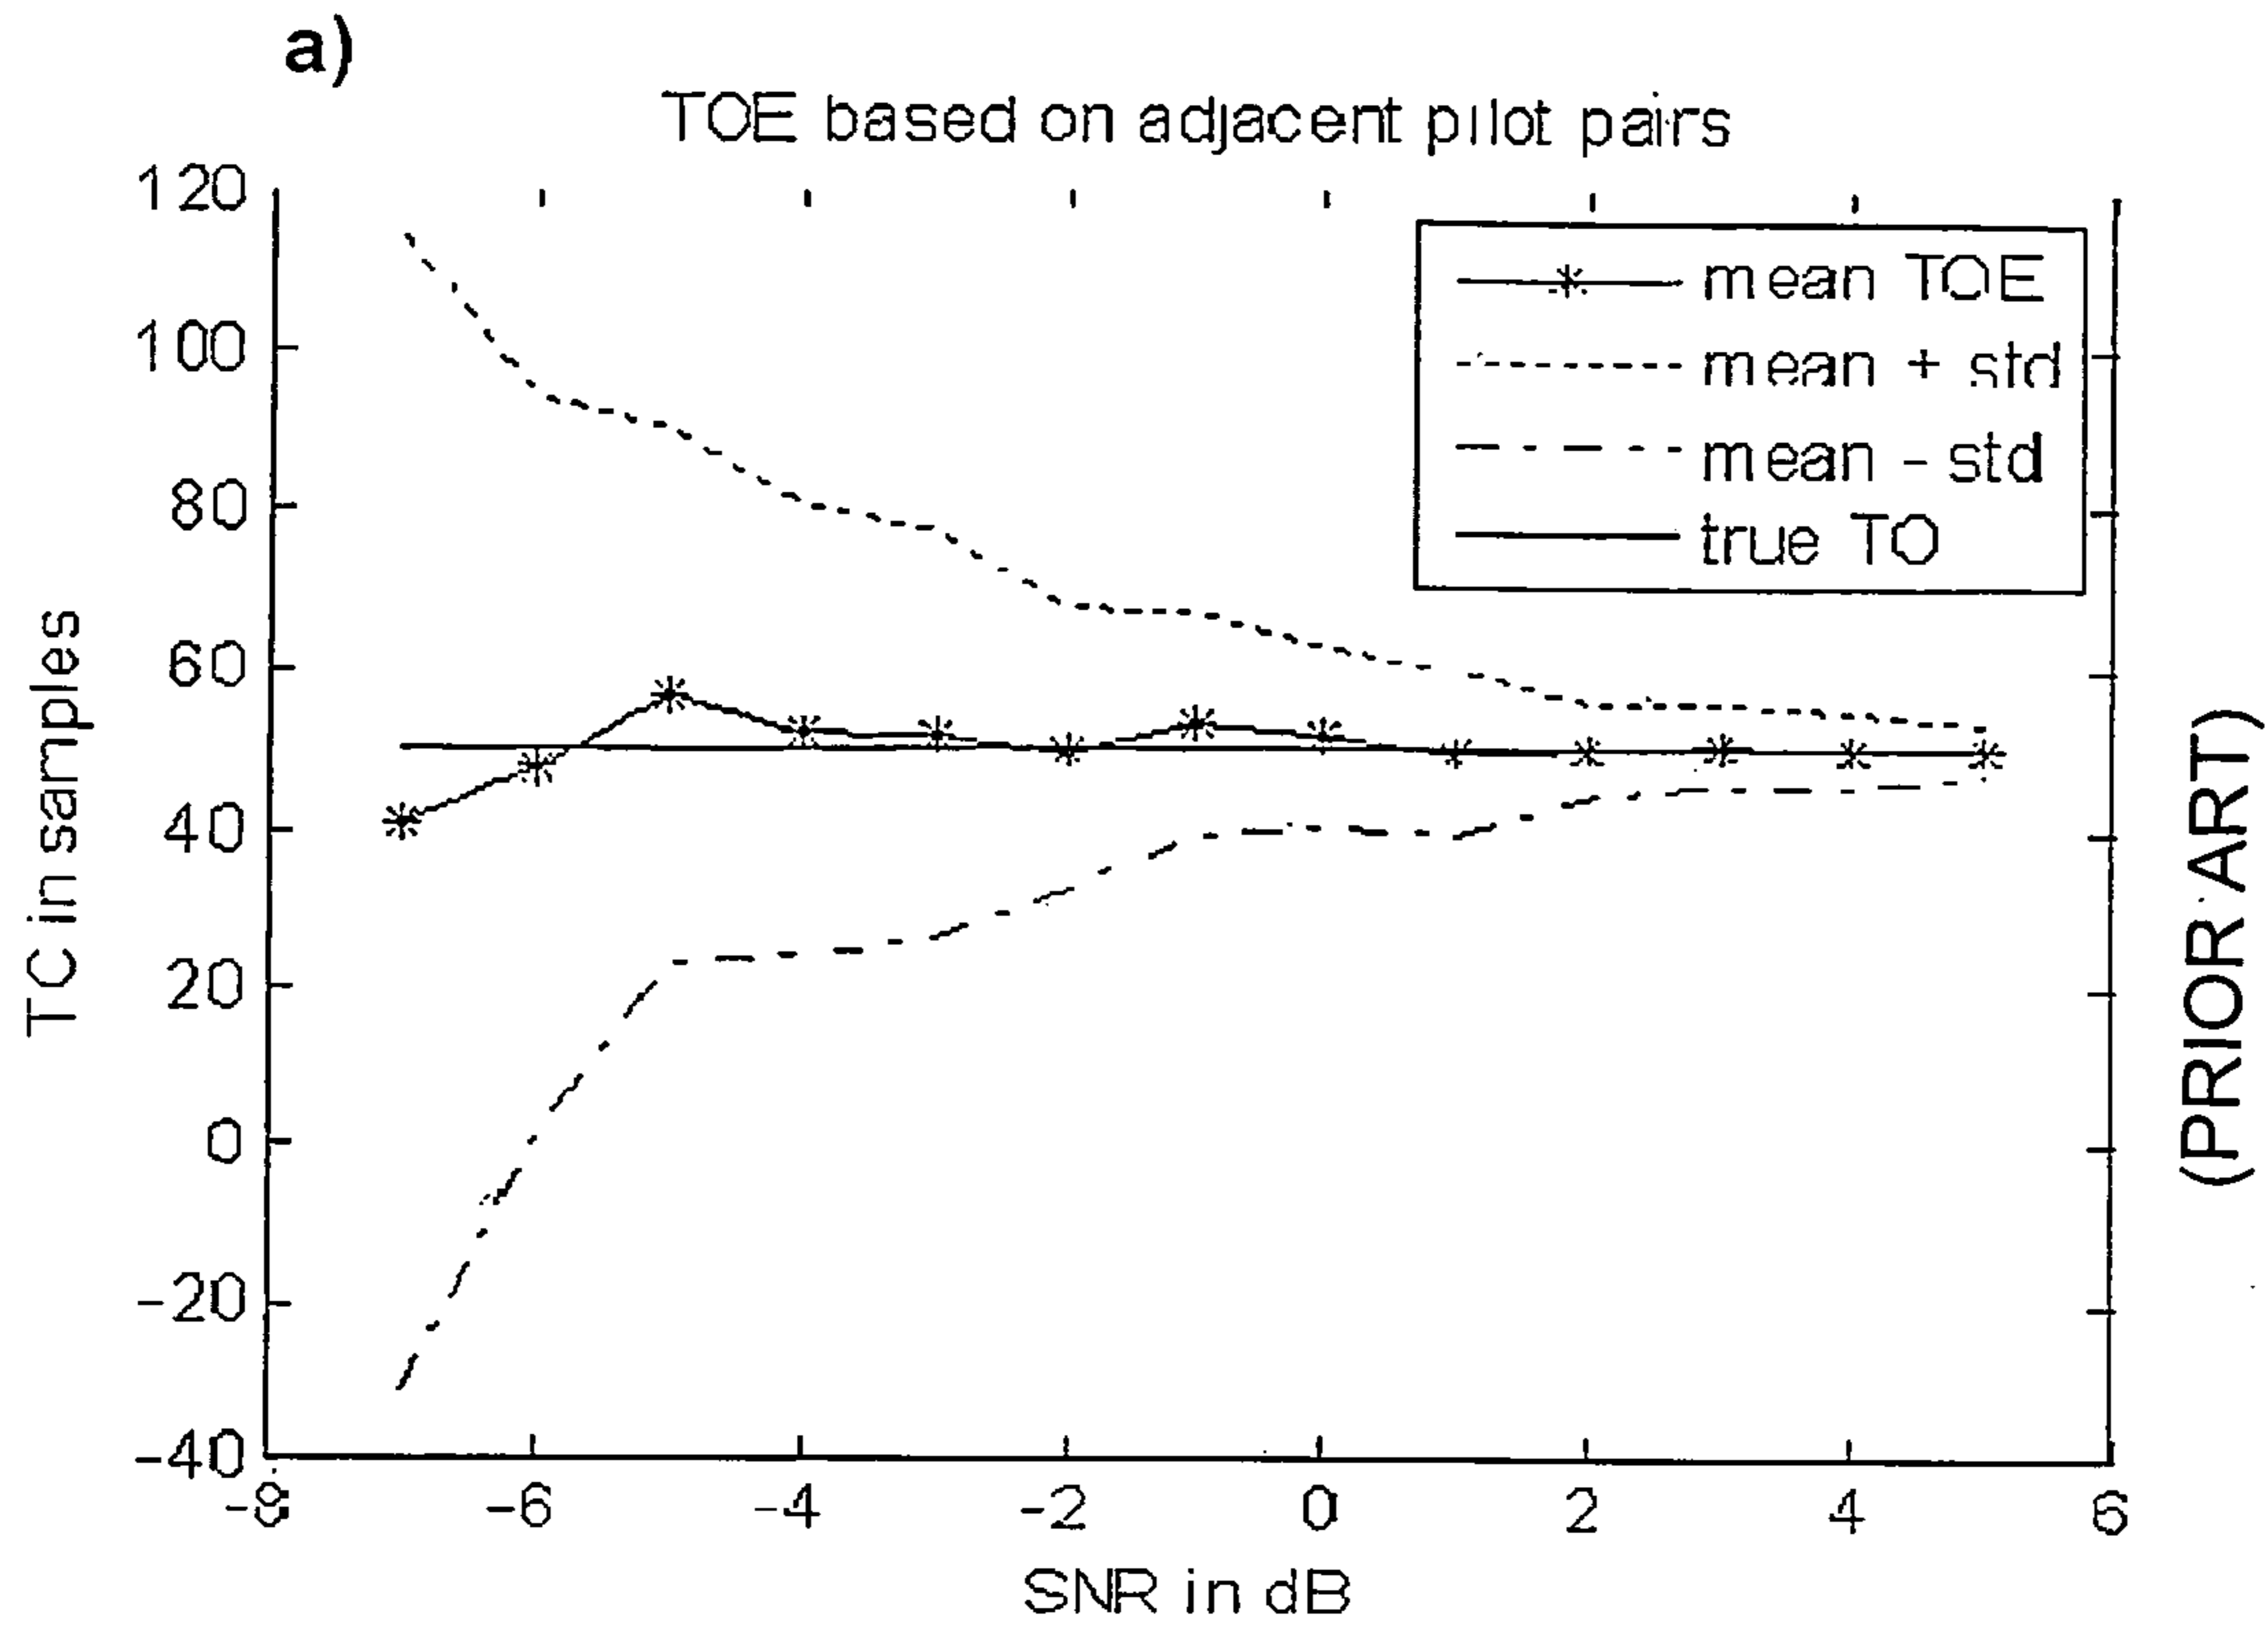 a)
TOE based on adjacent pilot pairs
120
100
80
60
40
20
0
-20
-40
TC in samples
mean TOE
mean + std
mean - std
true TO
-8
-6
-4
-2
0
2
4
6
SNR in dB
(PRIOR ART)